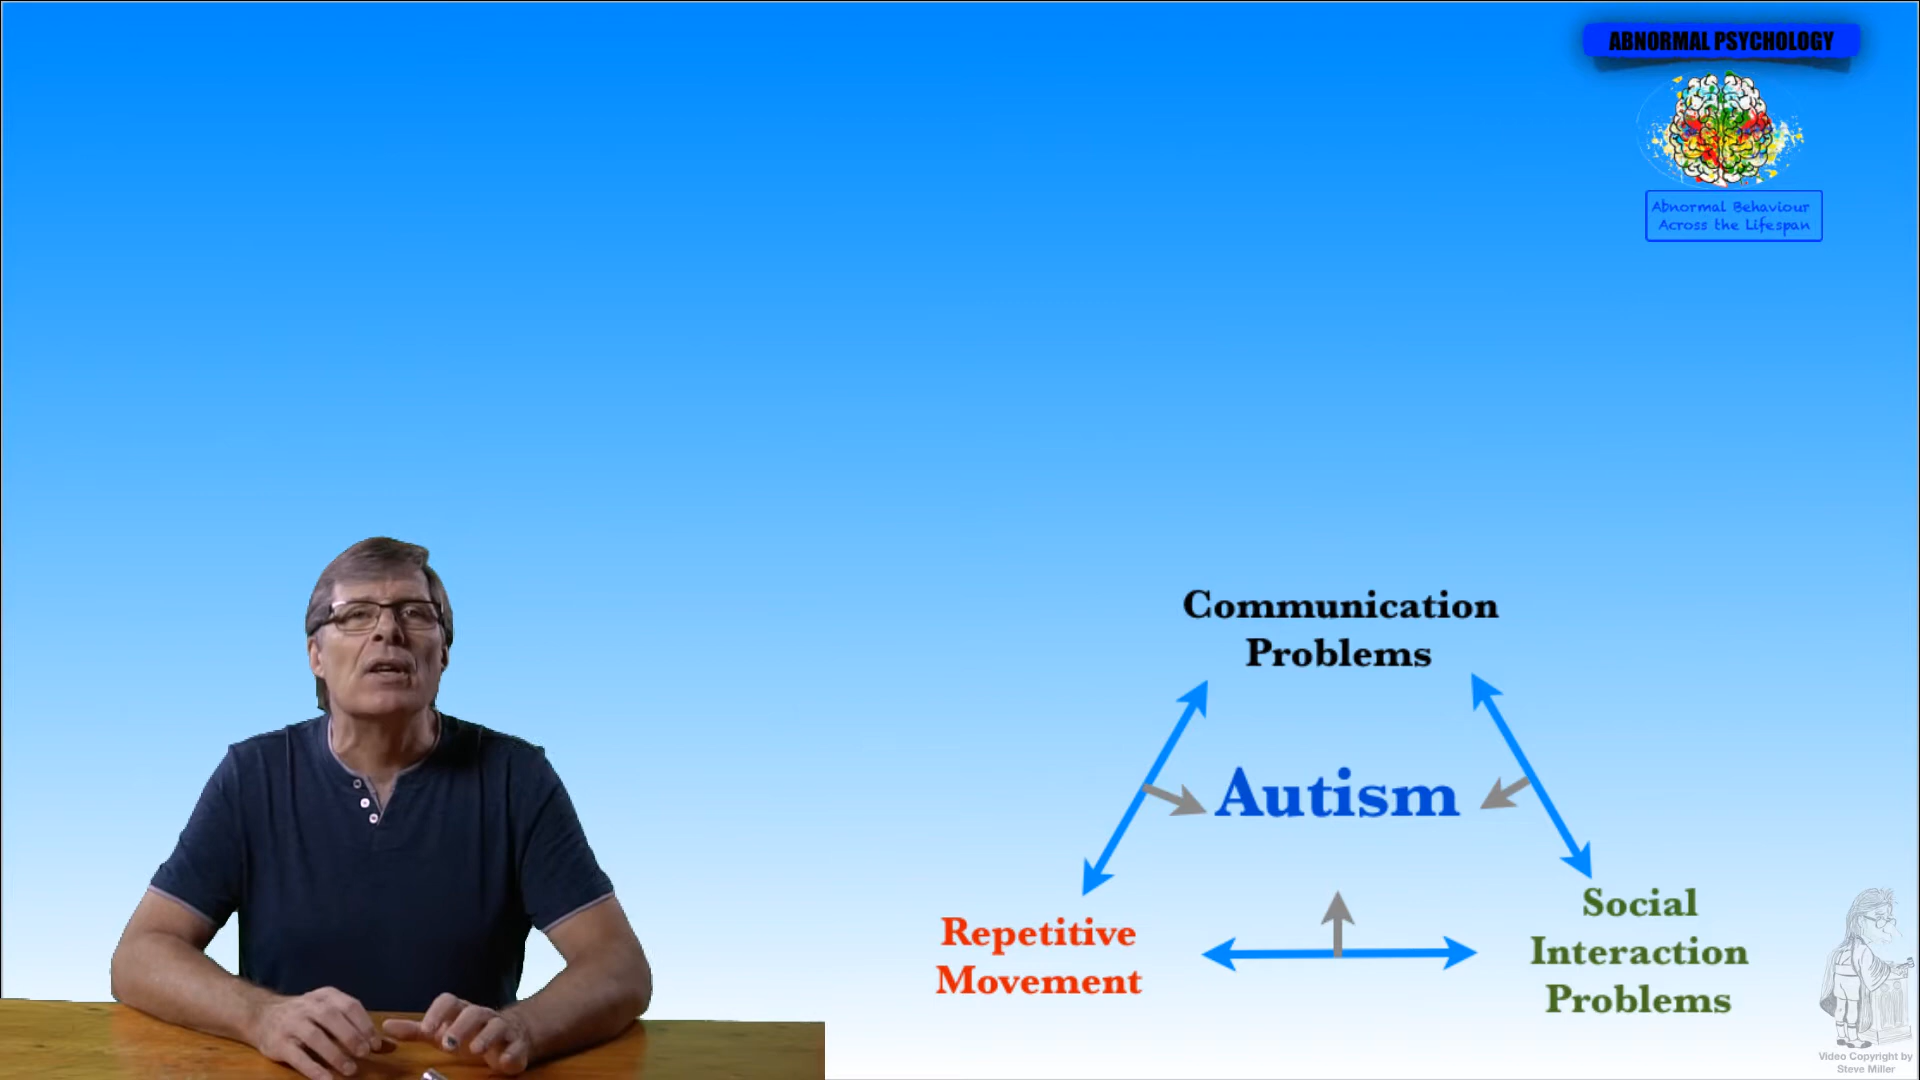 ABNORMAL PSYCHOLOGY
Abnormal Behaviour
Across the Lifespan
Communication
Problems
Autism
Repetitive
Movement
Social
Interaction
Problems
Video Copyright by
Steve Miller